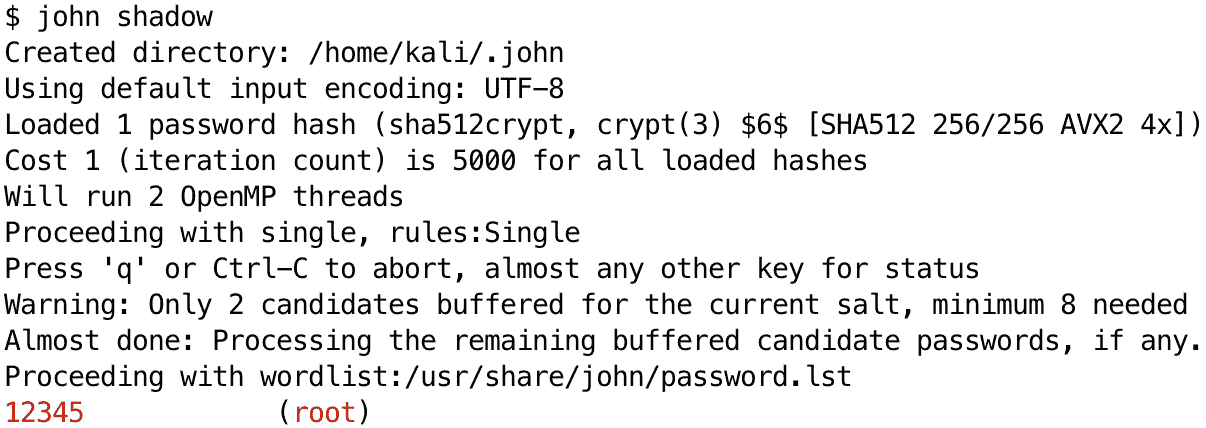 $ john shadow
Created directory: /home/kali/.john
Using default input encoding: UTF-8
Loaded 1 password hash (sha512crypt, crypt(3) $6$ [SHA512 256/256 AVX2 4x])
Cost 1 (iteration count) is 5000 for all loaded hashes
Will run 2 OpenMP threads
Proceeding with single, rules:Single
Press 'q' or Ctrl-C to abort, almost any other key for status
Warning: Only 2 candidates buffered for the current salt, minimum 8 needed
Almost done: Processing the remaining buffered candidate passwords, if any.
Proceeding with wordlist:/usr/share/john/password.lst
12345            (root)